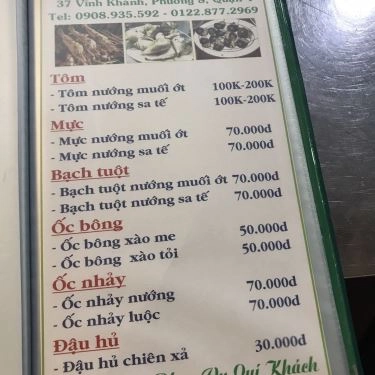 37 Vĩnh Khánh, Phường 8, Quận
Tel: 0908.935.592 - 0122.877.2969
Tôm
- Tôm nướng muối ớt 100K-200K
- Tôm nướng sa tế 100K-200K
Mực
- Mực nướng muối ớt 70.000đ
- Mực nướng sa tế 70.000đ
Bạch tuột
- Bạch tuột nướng muối ớt 70.000đ
- Bạch tuột nướng sa tế 70.000đ
Ốc bông
- Ốc bông xào me 50.000đ
- Ốc bông xào tỏi 50.000đ
Ốc nhảy
- Ốc nhảy nướng 70.000đ
- Ốc nhảy luộc 70.000đ
Đậu hủ
- Đậu hủ chiên xả 30.000đ
Quí Khách